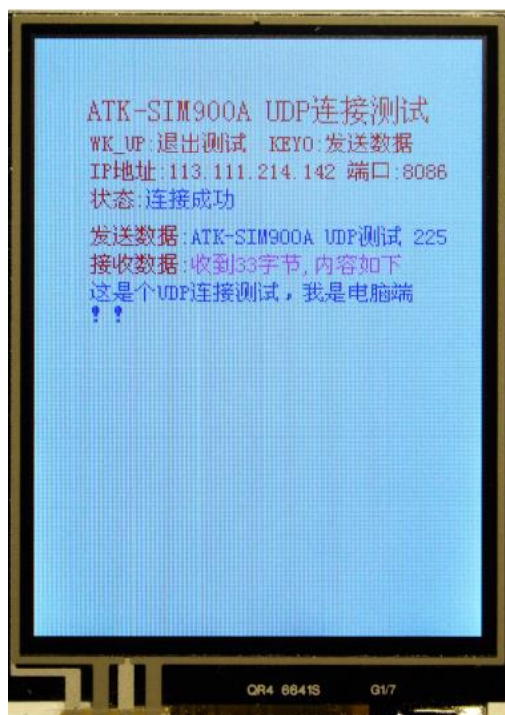 ATK-SIM900A UDP连接测试
WK_UP:退出测试 KEY0:发送数据
IP地址:113.111.214.142 端口:8086
状态:连接成功
发送数据:ATK-SIM900A UDP测试 225
接收数据:收到33字节,内容如下
这是个UDP连接测试，我是电脑端
！！
QR4 6641S G1/7